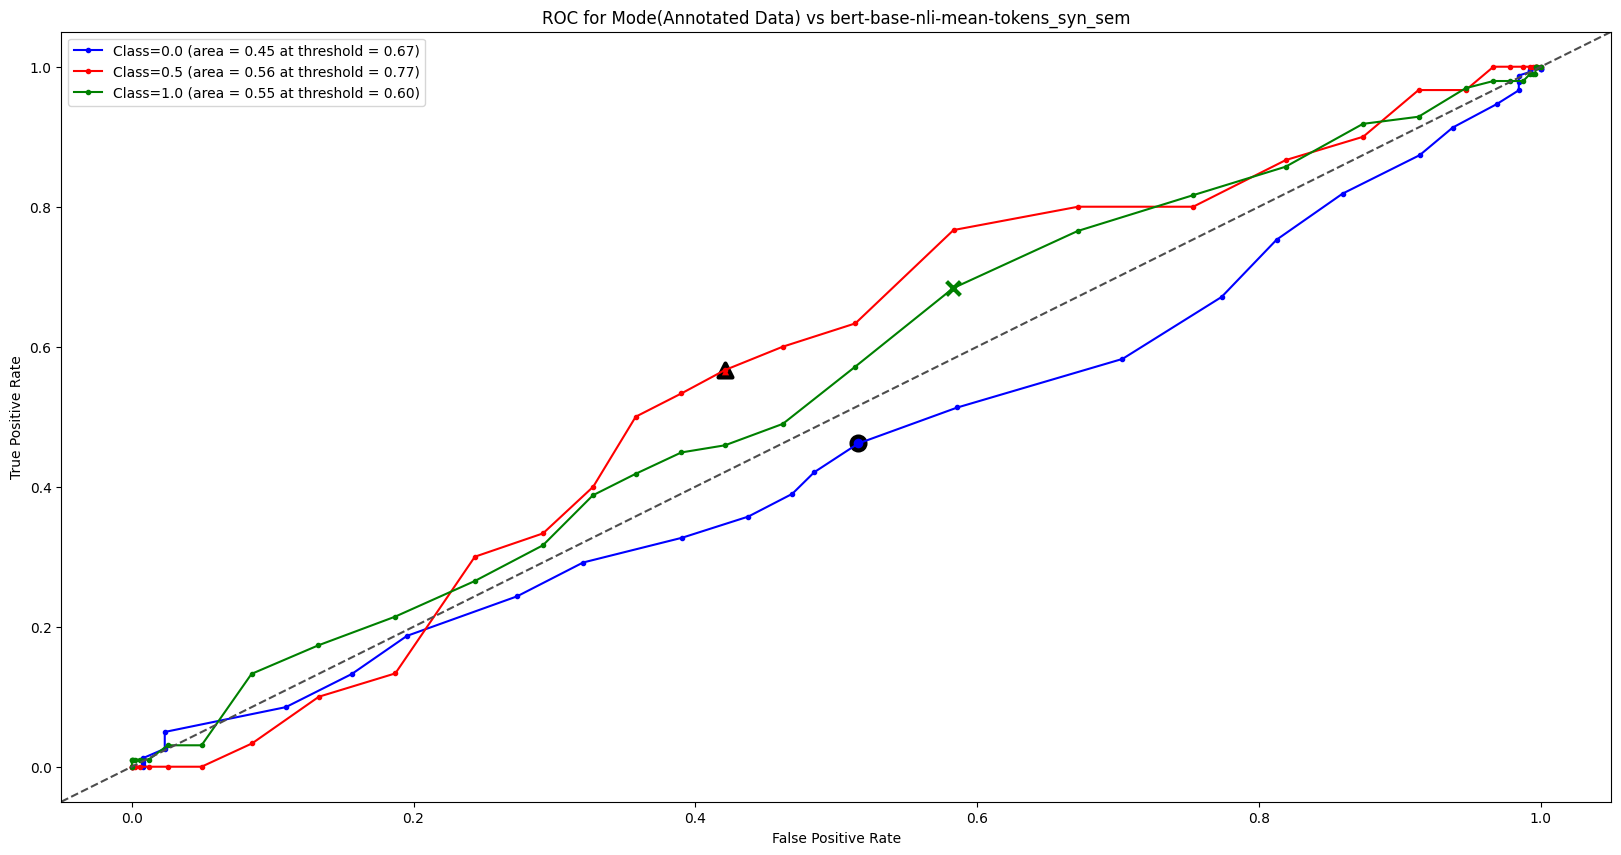 ROC for Mode(Annotated Data) vs bert-base-nli-mean-tokens_syn_sem
Class=0.0 (area = 0.45 at threshold = 0.67)
Class=0.5 (area = 0.56 at threshold = 0.77)
Class=1.0 (area = 0.55 at threshold = 0.60)
1.0
0.8
0.6
0.4
0.2
0.0
True Positive Rate
0.0 0.2 0.4 0.6 0.8 1.0
False Positive Rate